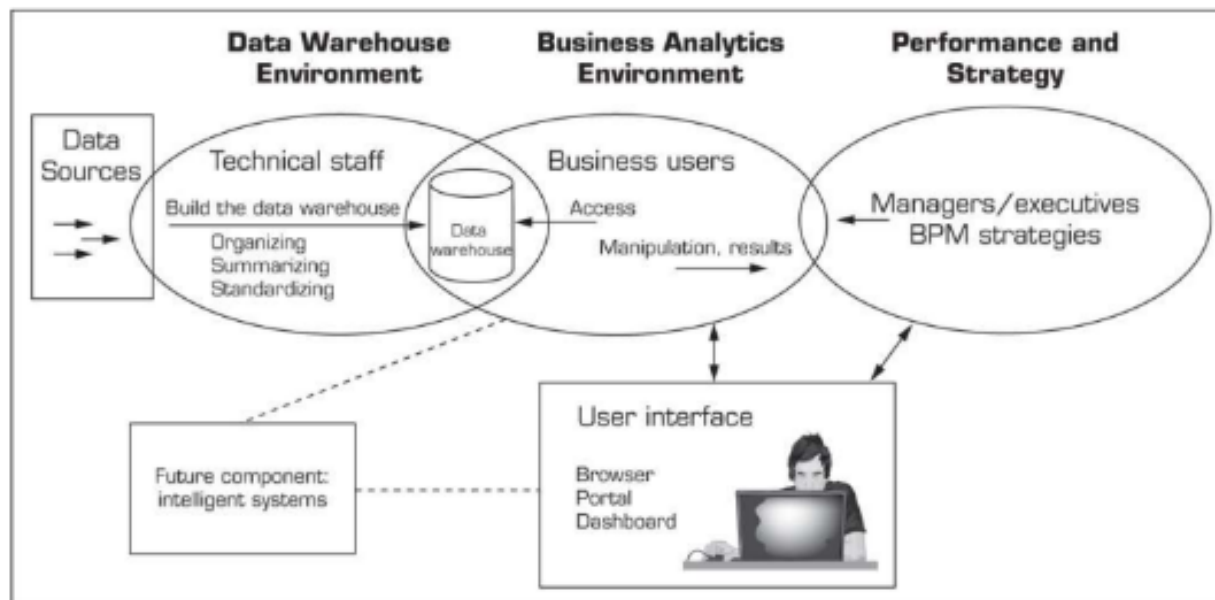 Data Warehouse
Environment
Business Analytics
Environment
Performance and
Strategy
Data
Sources
Technical staff
Build the data warehouse
Organizing
Summarizing
Standardizing
Data
warehouse
Business users
Access
Manipulation, results
Managers/executives
BPM strategies
Future component:
intelligent systems
User interface
Browser
Portal
Dashboard